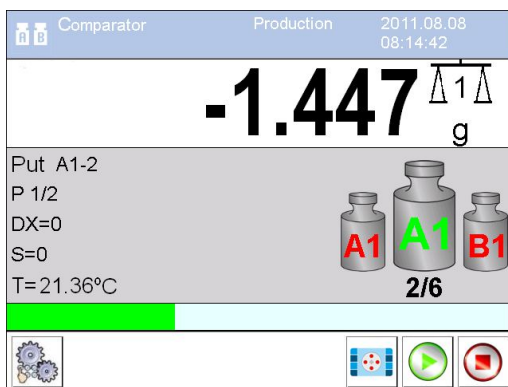 A B Comparator Production 2011.08.08
08:14:42
-1.447 1
g
Put A1-2
P 1/2
DX=0
S=0
T=21.36ºC
A1 A1 B1
2/6